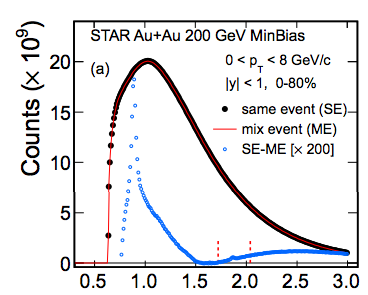 STAR Au+Au 200 GeV MinBias
(a)
0 < pT < 8 GeV/c
|y| < 1, 0-80%
same event (SE)
mix event (ME)
SE-ME [× 200]
Counts (× 10⁹)
20
15
10
5
0
0.5 1.0 1.5 2.0 2.5 3.0